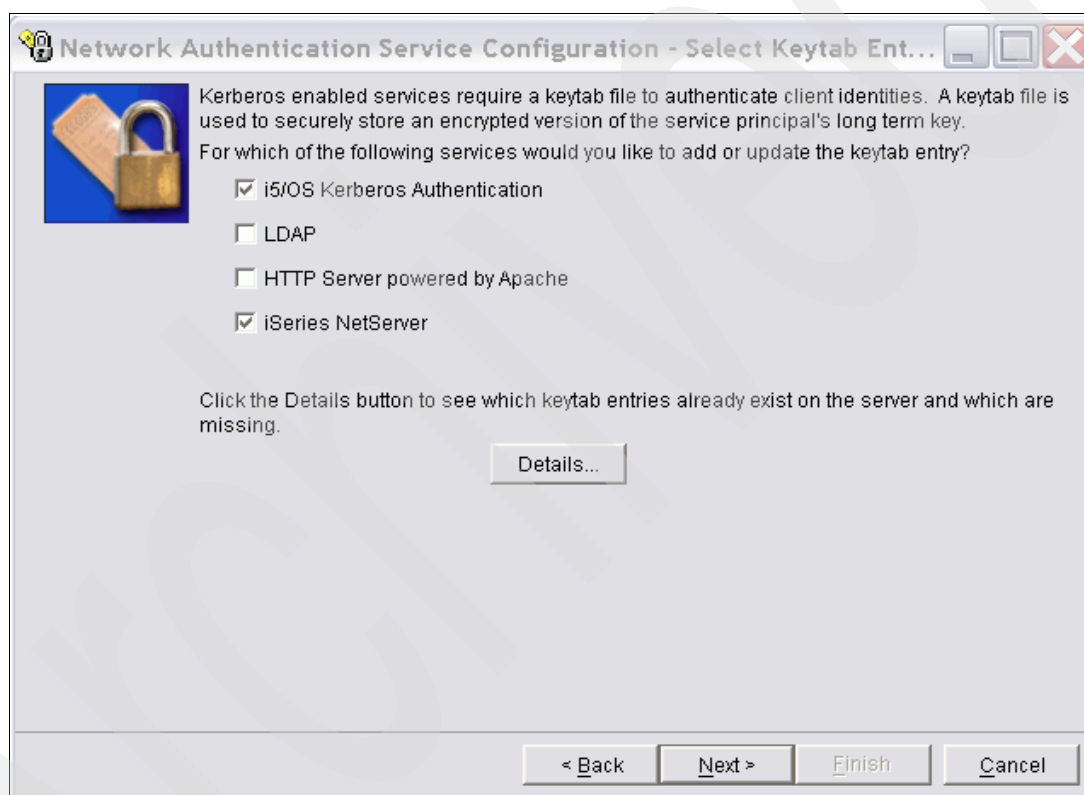 Network Authentication Service Configuration - Select Keytab Ent...
Kerberos enabled services require a keytab file to authenticate client identities. A keytab file is
used to securely store an encrypted version of the service principal's long term key.
For which of the following services would you like to add or update the keytab entry?
i5/OS Kerberos Authentication
LDAP
HTTP Server powered by Apache
iSeries NetServer
Click the Details button to see which keytab entries already exist on the server and which are
missing.
Details...
< Back
Next >
Finish
Cancel